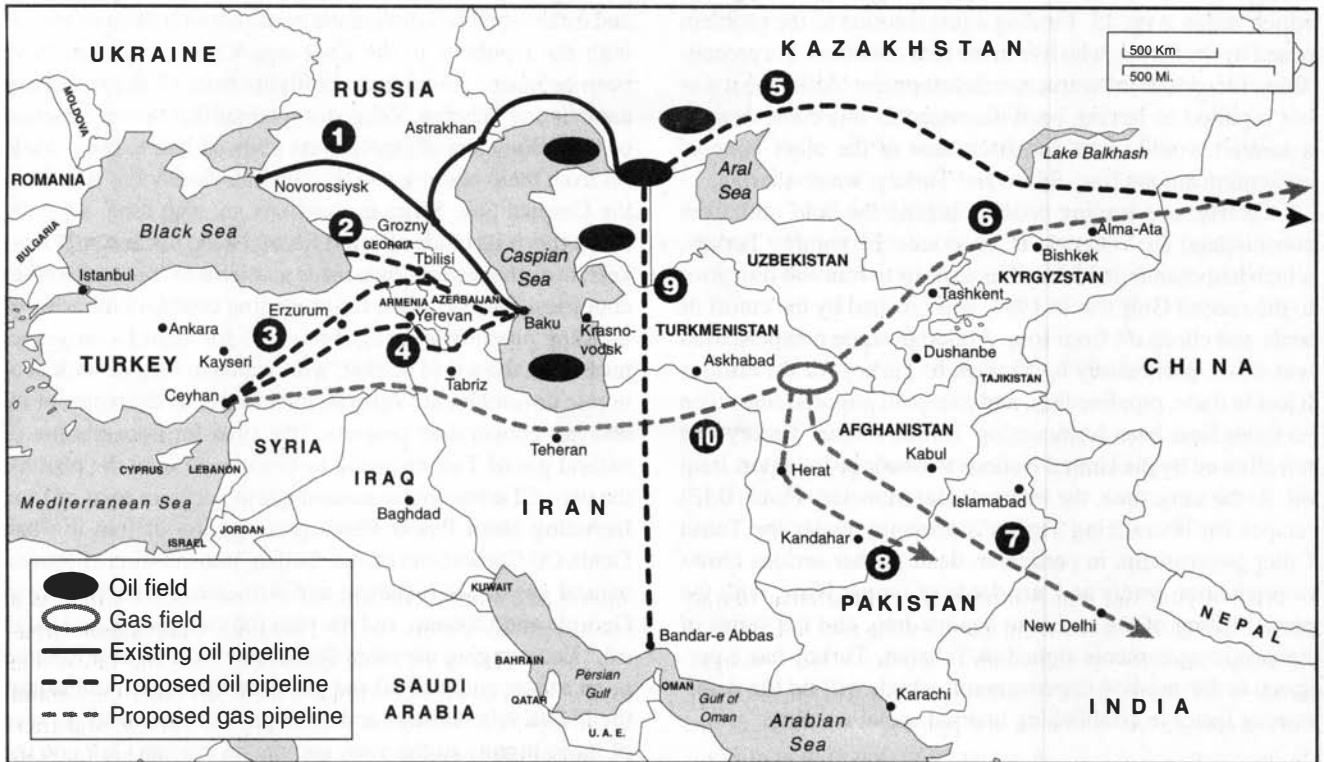 UKRAINE
KAZAKHSTAN
500 Km.
500 Mi.
MOLDOVA
RUSSIA
5
1
Astrakhan
ROMANIA
Novorossiysk
Aral
Sea
Lake Balkhash
BULGARIA
Black Sea
2
Grozny
GEORGIA
Tbilisi
Caspian
Sea
6
Alma-Ata
Bishkek
Istanbul
UZBEKISTAN
KYRGYZTSTAN
ARMENIA
AZERBAIJAN
9
Tashkent
Ankara
Erzurum
Yerevan
Baku
Krasno-
vodsk
TURKMENISTAN
3
TURKEY
Kayseri
4
Askhabad
Dushanbe
CHINA
Ceyhan
Tabriz
TAJIKISTAN
10
AFGHANISTAN
SYRIA
Teheran
Kabul
CYPRUS
LEBANON
IRAQ
Herat
Mediterranean Sea
Baghdad
IRAN
Islamabad
JORDAN
ISRAEL
Kandahar
7
8
Oil field
Gas field
Existing oil pipeline
Proposed oil pipeline
Proposed gas pipeline
KUWAIT
PAKISTAN
New Delhi
NEPAL
Bandar-e Abbas
BAHRAIN
SAUDI
ARABIA
Persian
Gulf
QATAR
OMAN
Gulf of
Oman
U.A.E.
Arabian
Sea
Karachi
INDIA